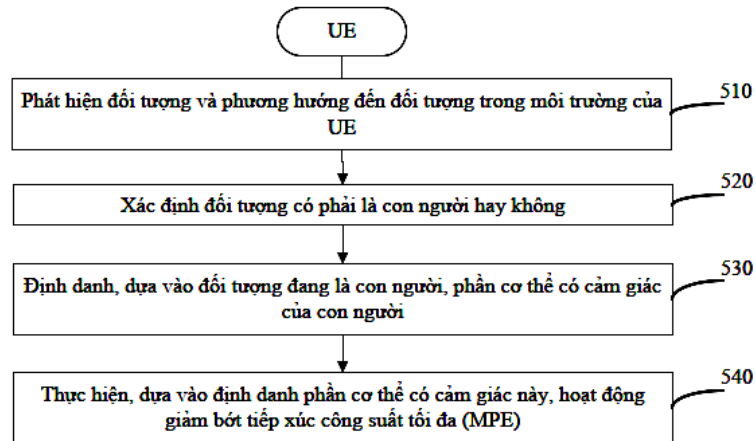 UE
Phát hiện đối tượng và phương hướng đến đối tượng trong môi trường của
UE
510
Xác định đối tượng có phải là con người hay không
520
Định danh, dựa vào đối tượng đang là con người, phần cơ thể có cảm giác
của con người
530
Thực hiện, dựa vào định danh phần cơ thể có cảm giác này, hoạt động
giảm bớt tiếp xúc công suất tối đa (MPE)
540